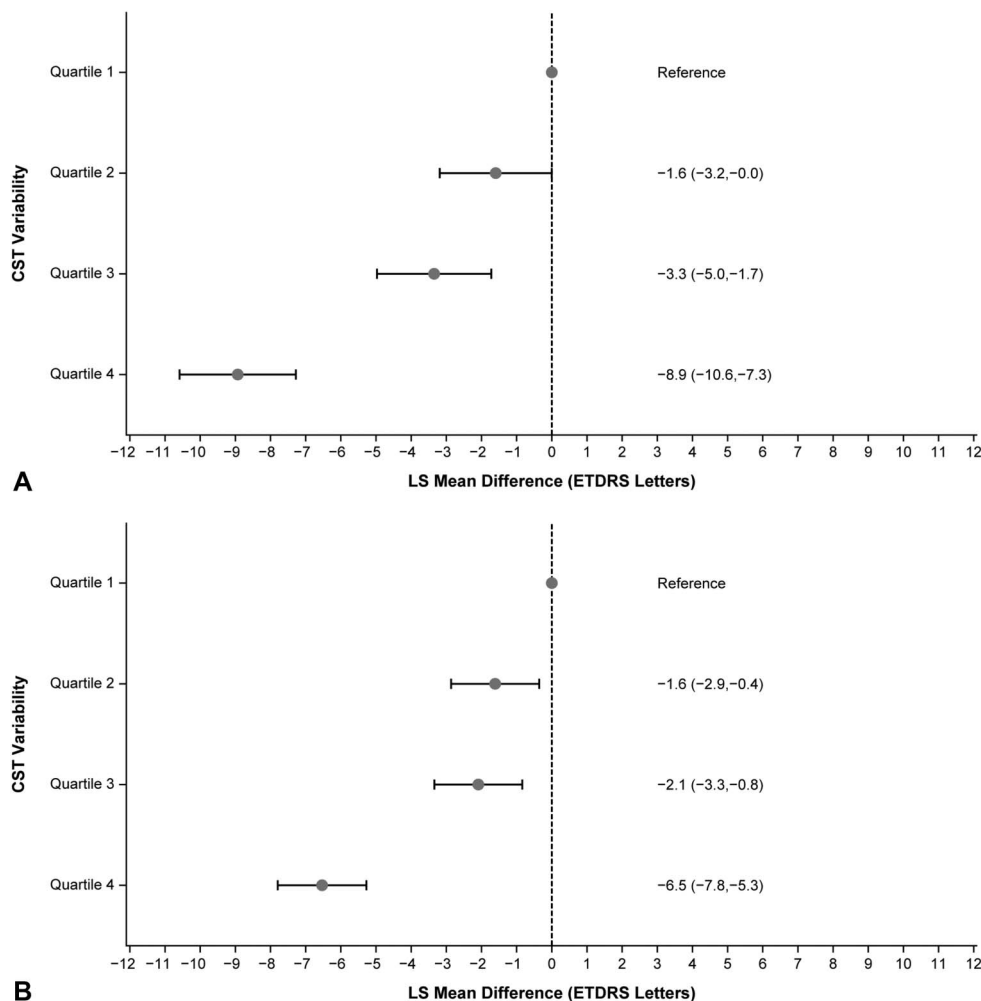 Quartile 1
Reference
Quartile 2
−1.6 (−3.2,−0.0)
Quartile 3
−3.3 (−5.0,−1.7)
Quartile 4
−8.9 (−10.6,−7.3)
CST Variability
−12 −11 −10 −9 −8 −7 −6 −5 −4 −3 −2 −1 0 1 2 3 4 5 6 7 8 9 10 11 12
A
LS Mean Difference (ETDRS Letters)
Quartile 1
Reference
Quartile 2
−1.6 (−2.9,−0.4)
Quartile 3
−2.1 (−3.3,−0.8)
Quartile 4
−6.5 (−7.8,−5.3)
CST Variability
−12 −11 −10 −9 −8 −7 −6 −5 −4 −3 −2 −1 0 1 2 3 4 5 6 7 8 9 10 11 12
B
LS Mean Difference (ETDRS Letters)